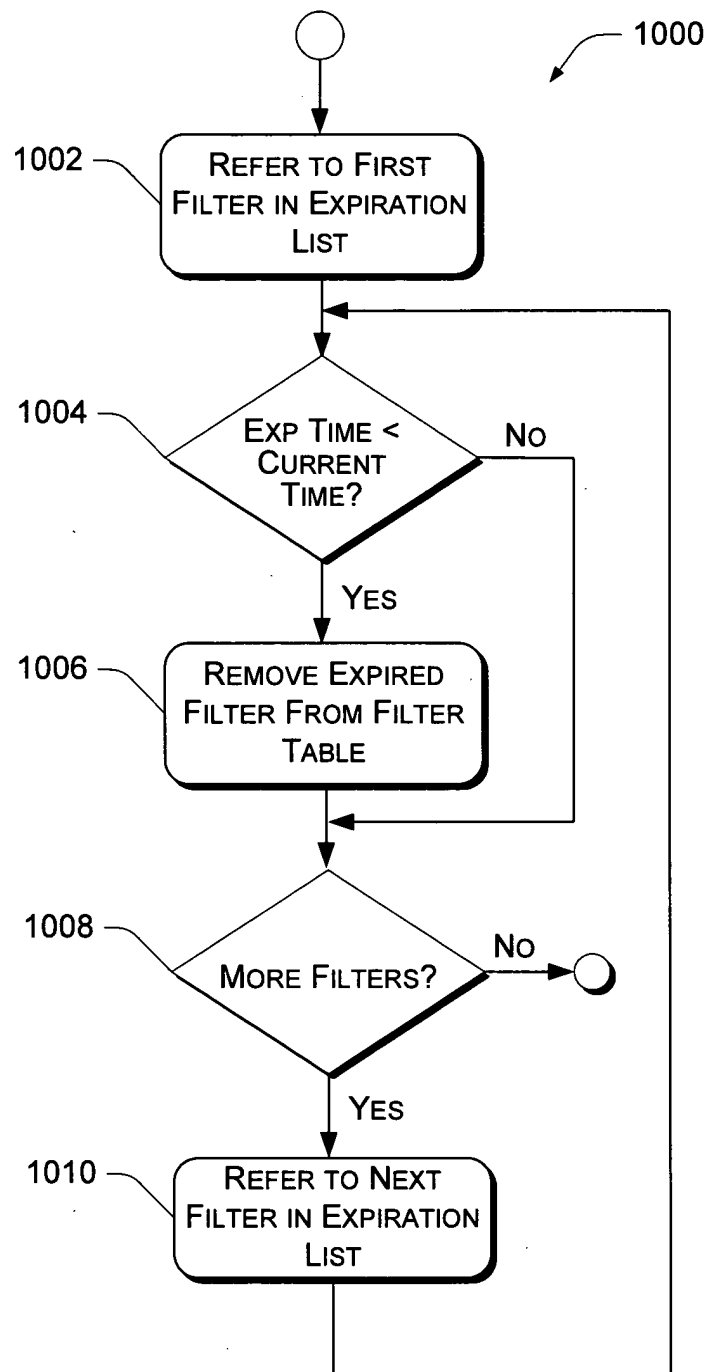 1000
1002
REFER TO FIRST
FILTER IN EXPIRATION
LIST
1004
EXP TIME <
CURRENT
TIME?
NO
YES
1006
REMOVE EXPIRED
FILTER FROM FILTER
TABLE
1008
MORE FILTERS?
NO
YES
1010
REFER TO NEXT
FILTER IN EXPIRATION
LIST